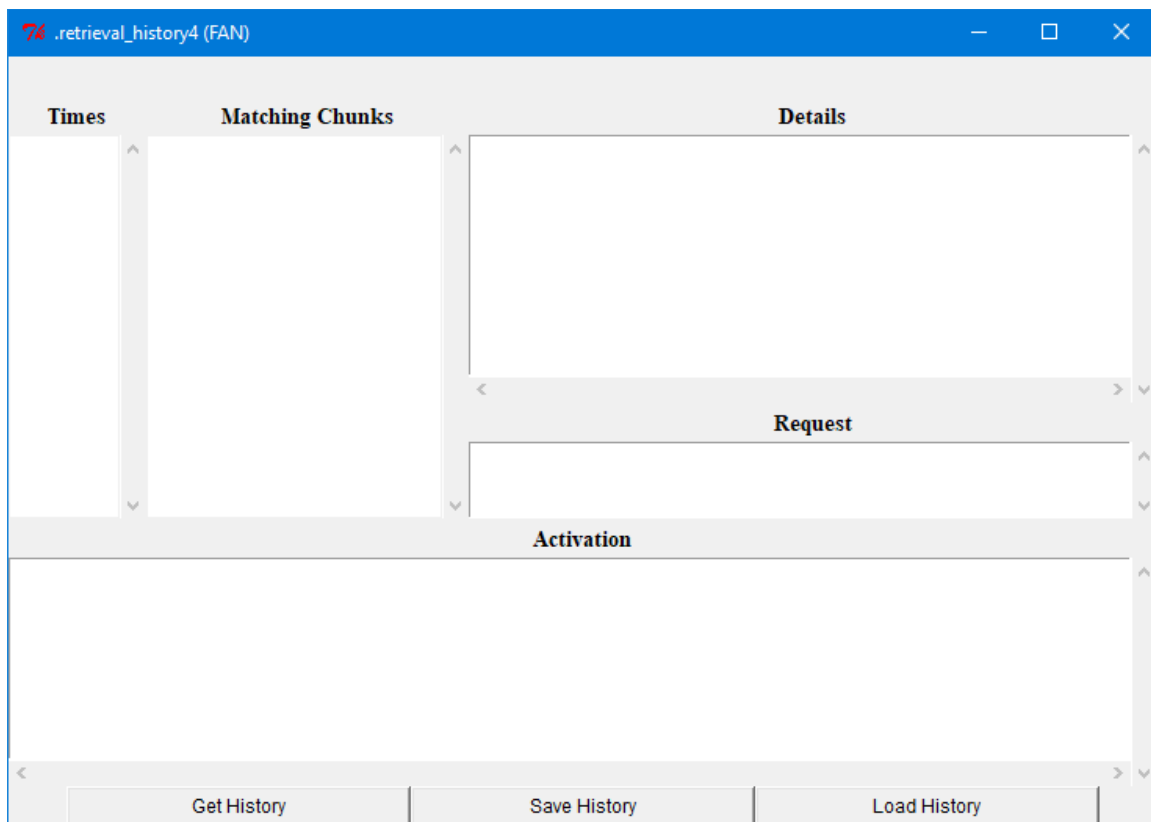 .retrieval_history4 (FAN)
Times
Matching Chunks
Details
Request
Activation
Get History
Save History
Load History